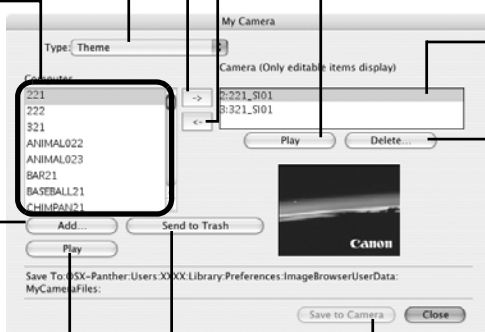 My Camera
Type: Theme
Computer
Camera (Only editable items display)
221
222
321
ANIMAL022
ANIMAL023
BAR21
BASEBALL21
CHIMPAN21
->
<-
2:221_SI01
3:321_SI01
Play
Delete...
Add...
Send to Trash
Play
Canon
Save To:OSX-Panther:Users:XXXX:Library:Preferences:ImageBrowserUserData:
MyCameraFiles:
Save to Camera
Close